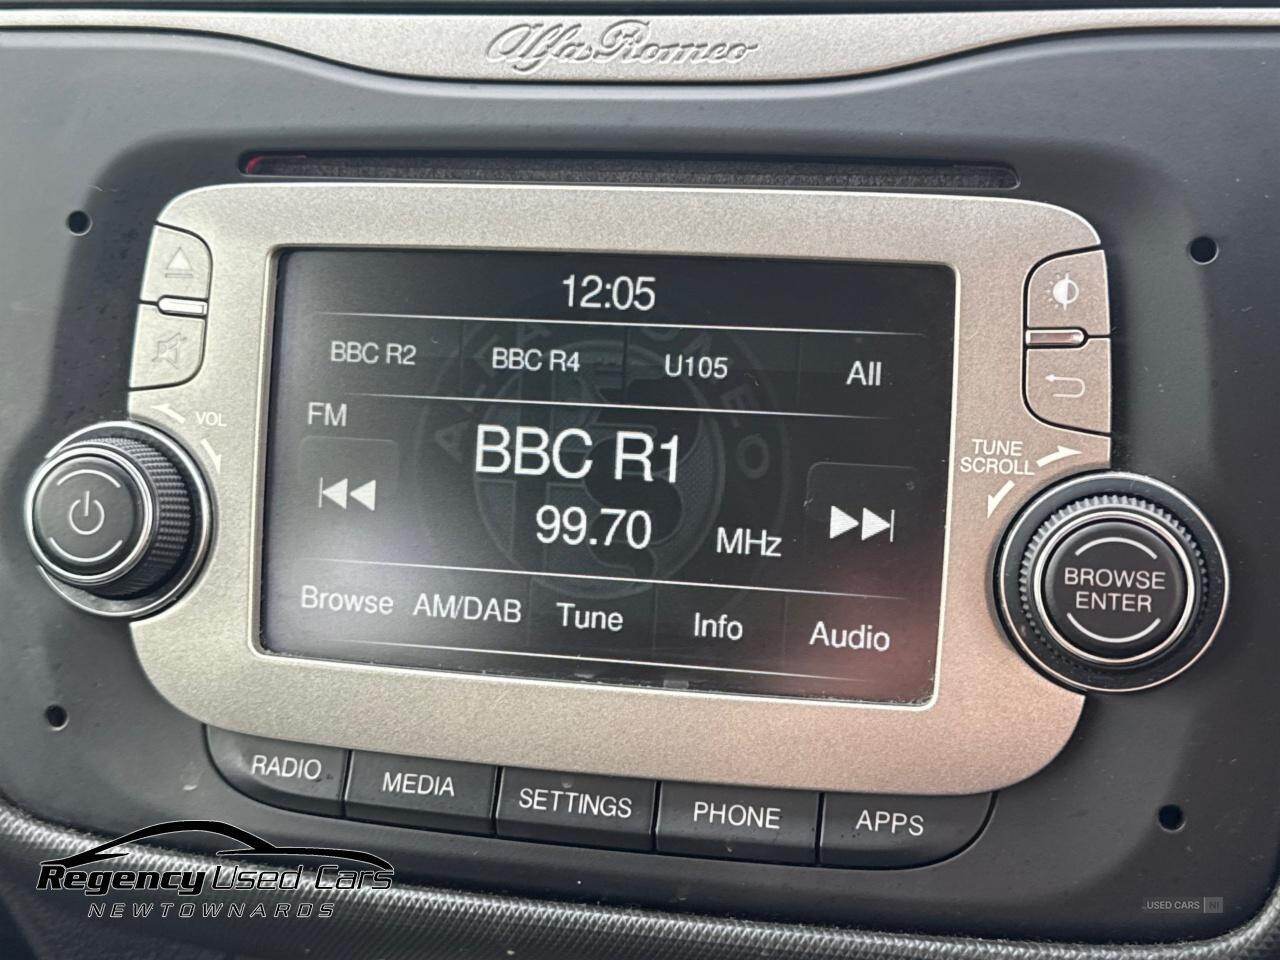 Alfa Romeo
12:05
BBC R2 BBC R4 U105 All
FM
BBC R1
99.70 MHz
Browse AM/DAB Tune Info Audio
VOL
TUNE
SCROLL
BROWSE
ENTER
RADIO MEDIA SETTINGS PHONE APPS
Regency Used Cars
NEWTOWNARDS
USED CARS NI